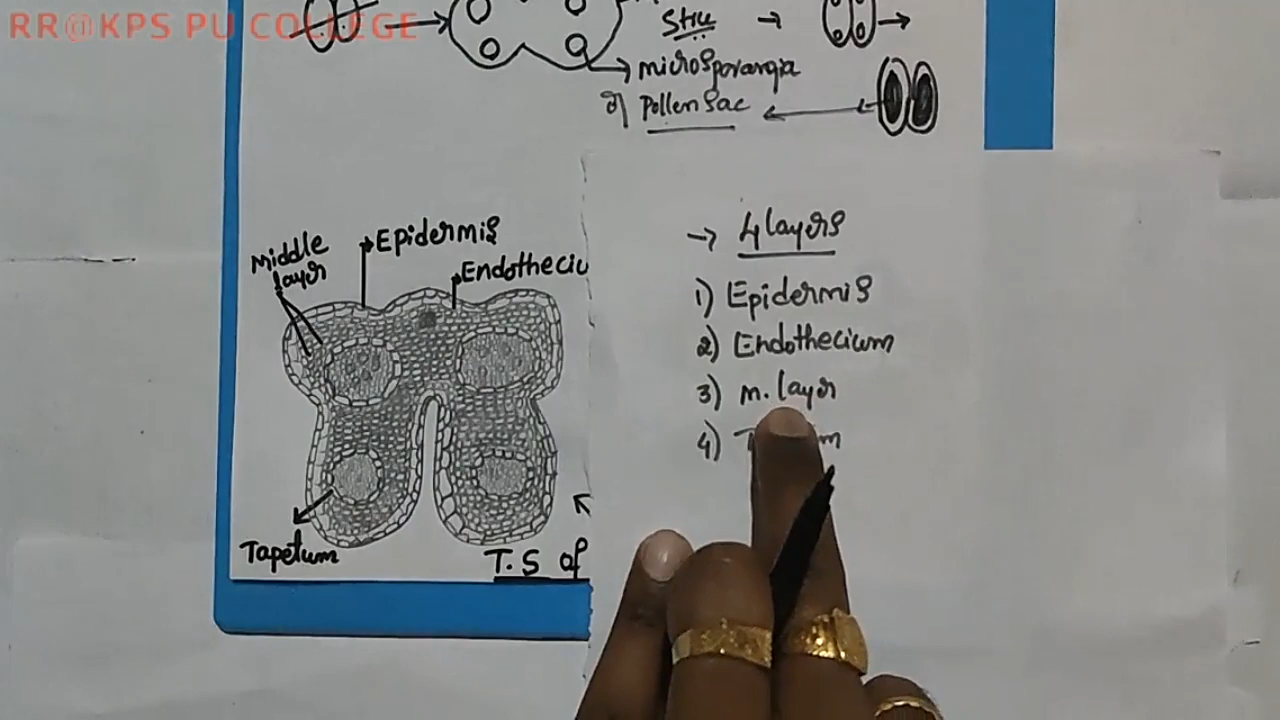 RR@KPS PU COLLEGE
Stru →
microsporangia
or) Pollen Sac
→ 4 layers
1) Epidermis
2) Endothecium
3) m. layer
4)
Middle
layer
Epidermis
Endotheciu
Tapetum
T.S of